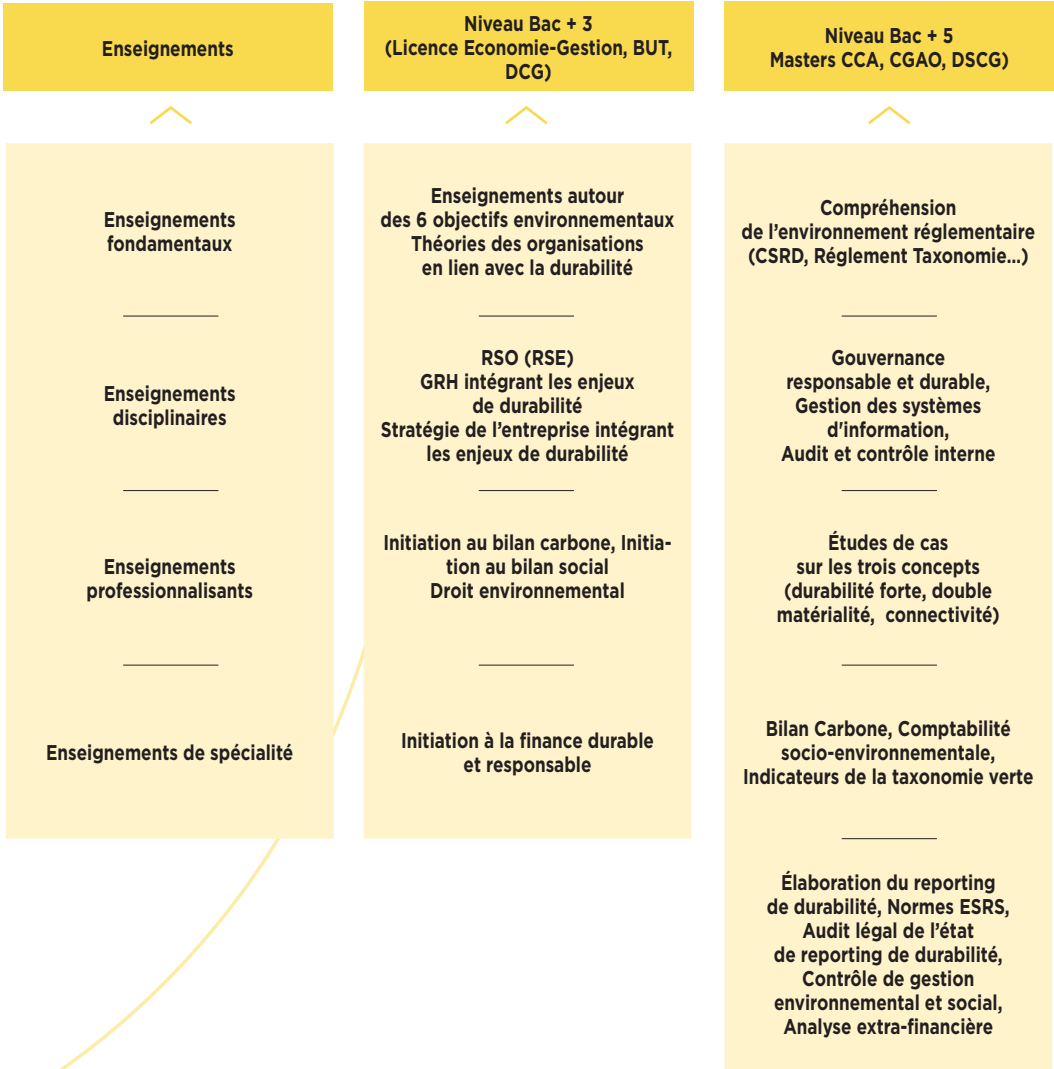 Enseignements
Niveau Bac + 3
(Licence Economie-Gestion, BUT,
DCG)
Niveau Bac + 5
Masters CCA, CGAO, DSCG)
Enseignements
fondamentaux
Enseignements autour
des 6 objectifs environnementaux
Théories des organisations
en lien avec la durabilité
Compréhension
de l'environnement réglementaire
(CSRD, Réglement Taxonomie...)
Enseignements
disciplinaires
RSO (RSE)
GRH intégrant les enjeux
de durabilité
Stratégie de l'entreprise intégrant
les enjeux de durabilité
Gouvernance
responsable et durable,
Gestion des systèmes
d'information,
Audit et contrôle interne
Enseignements
professionnalisants
Initiation au bilan carbone, Initia-
tion au bilan social
Droit environnemental
Études de cas
sur les trois concepts
(durabilité forte, double
matérialité, connectivité)
Enseignements de spécialité
Initiation à la finance durable
et responsable
Bilan Carbone, Comptabilité
socio-environnementale,
Indicateurs de la taxonomie verte
Élaboration du reporting
de durabilité, Normes ESRS,
Audit légal de l'état
de reporting de durabilité,
Contrôle de gestion
environnemental et social,
Analyse extra-financière